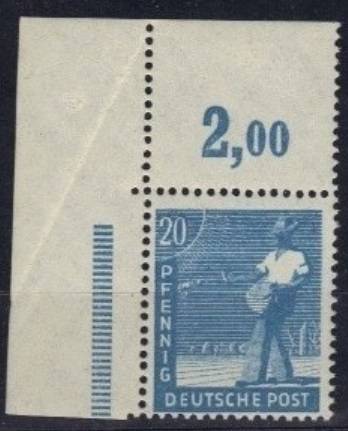 2,00
20
PFENNIG
DEUTSCHE POST